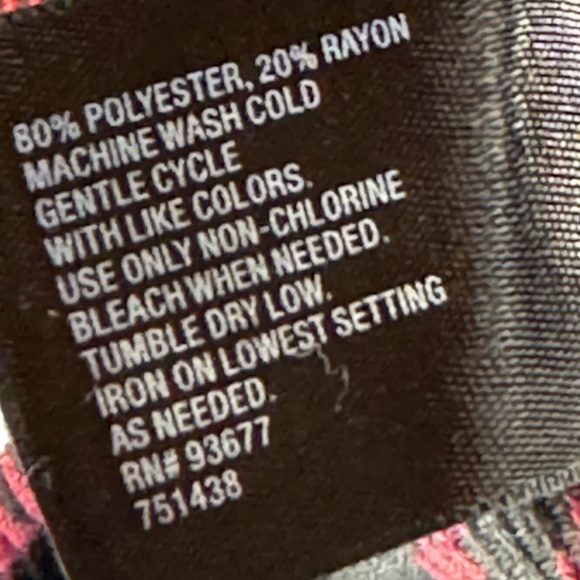 80% POLYESTER, 20% RAYON
MACHINE WASH COLD
GENTLE CYCLE
WITH LIKE COLORS.
USE ONLY NON-CHLORINE
BLEACH WHEN NEEDED.
TUMBLE DRY LOW.
IRON ON LOWEST SETTING
AS NEEDED.
RN# 93677
751438